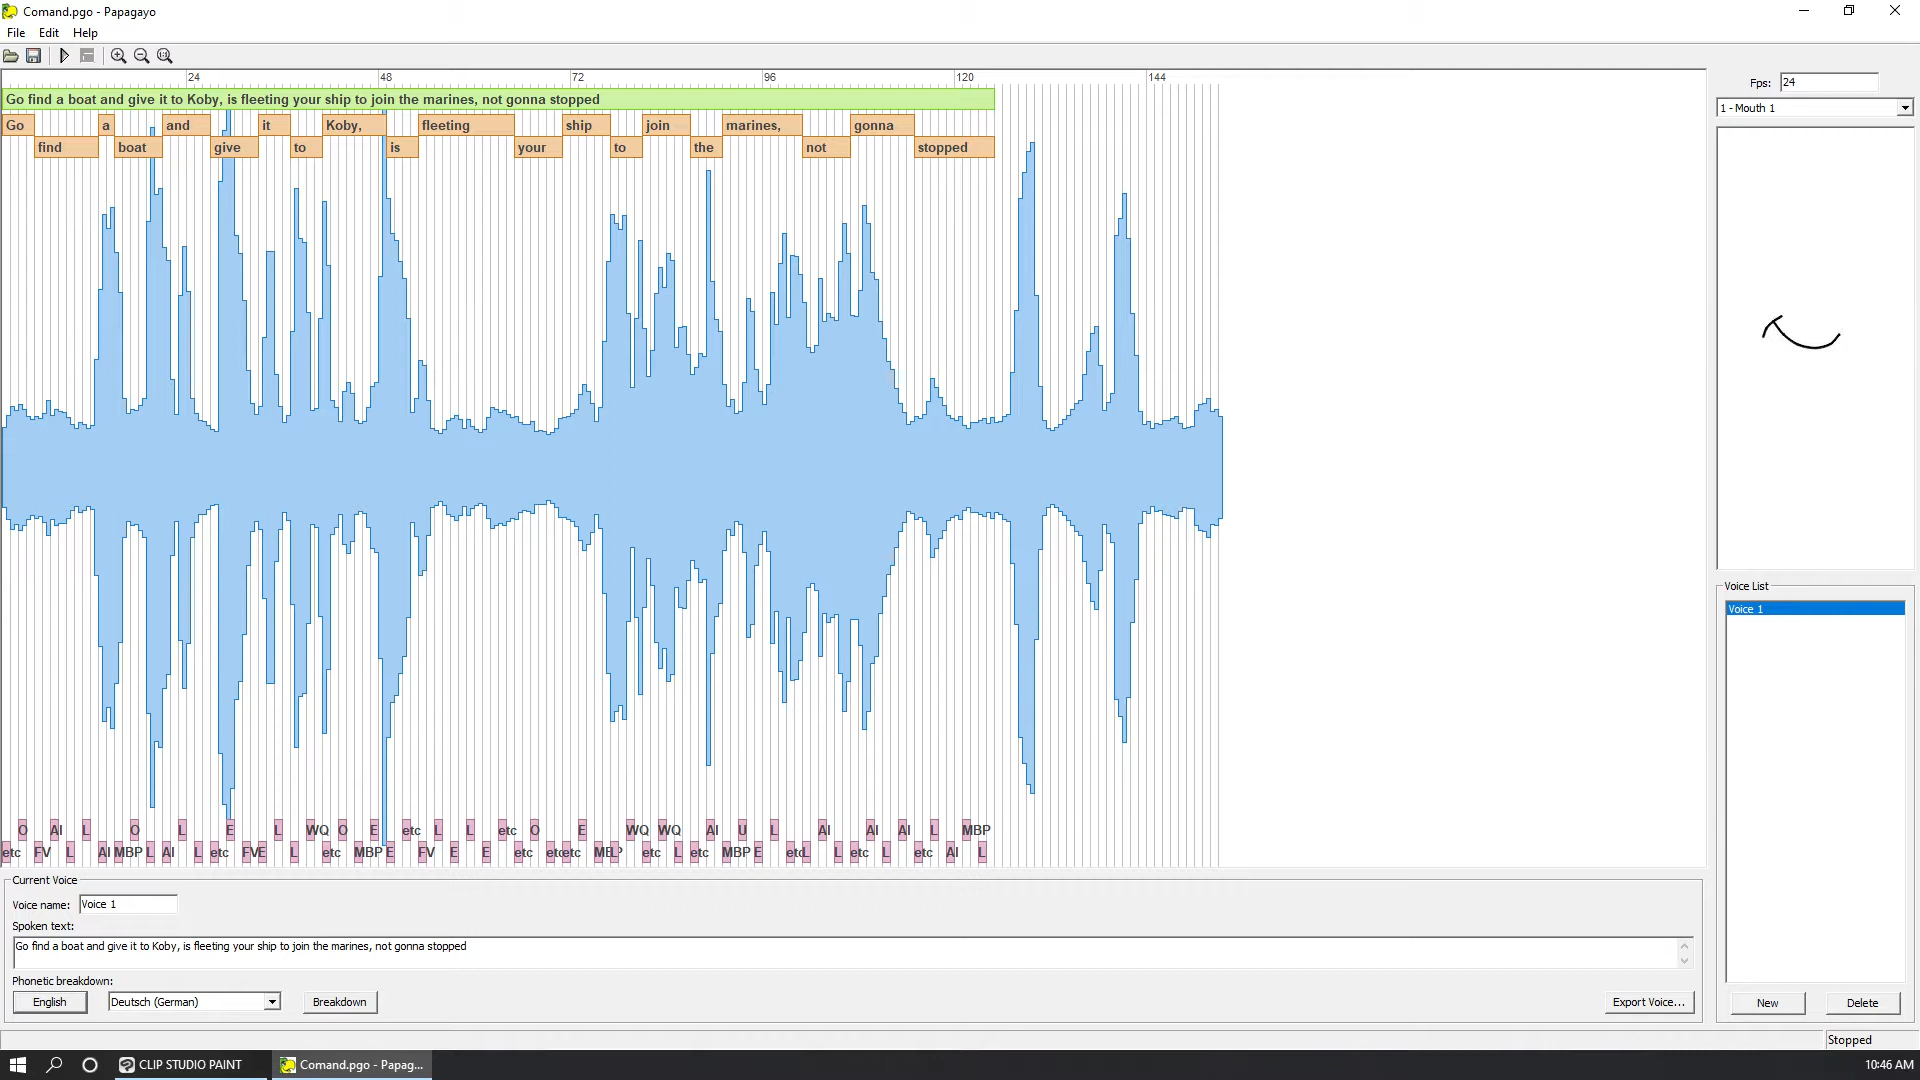 Comand.pgo - Papagayo
File Edit Help
24 48 72 96 120 144
Go find a boat and give it to Koby, is fleeting your ship to join the marines, not gonna stopped
Go a and it Koby, fleeting ship join marines, gonna
find boat give to is your to the not stopped
O AI L O L E L WQ O E etc L L etc O E WQ WQ AI U L AI AI AI L MBP
etc FV L AI MBP L AI L etc FV E L etc MBP E FV E E etc etc etc L etc L etc MBP E etc L L etc L etc AI L
Fps: 24
1 - Mouth 1
Voice List
Voice 1
New Delete
Current Voice
Voice name: Voice 1
Spoken text:
Go find a boat and give it to Koby, is fleeting your ship to join the marines, not gonna stopped
Phonetic breakdown:
English Deutsch (German) Breakdown Export Voice...
Stopped
CLIP STUDIO PAINT Comand.pgo - Papag... 10:46 AM